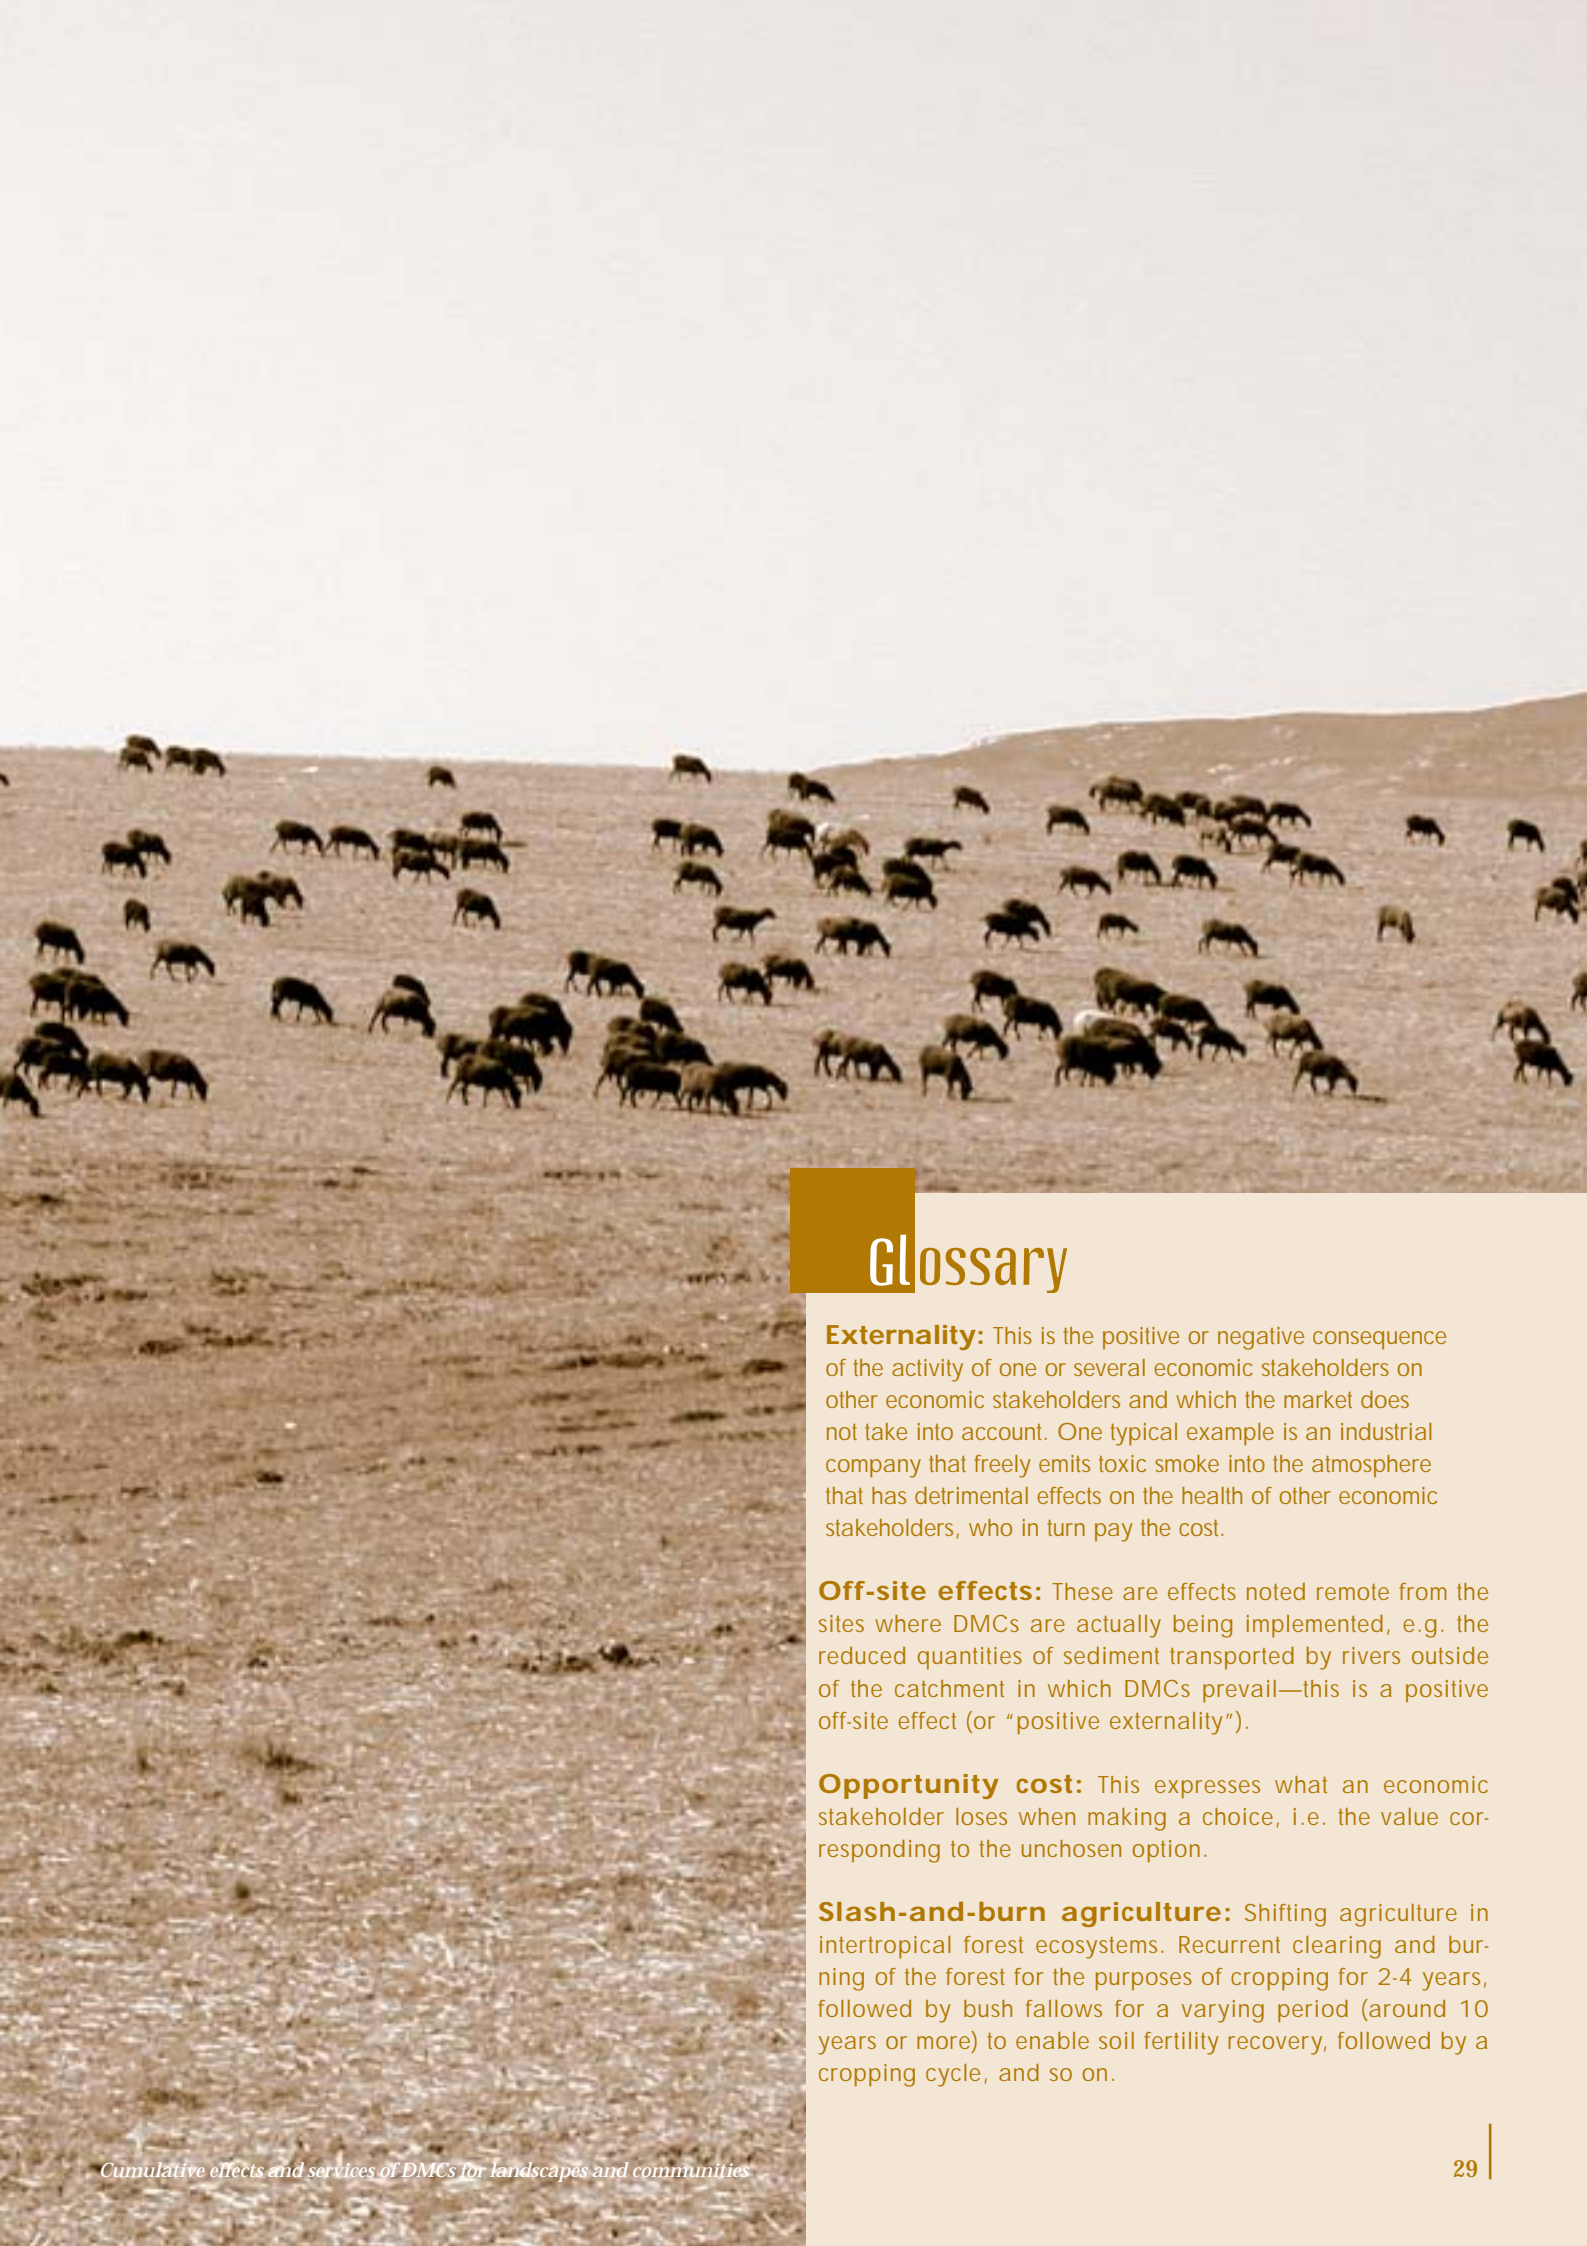 Glossary
Externality: This is the positive or negative consequence
of the activity of one or several economic stakeholders on
other economic stakeholders and which the market does
not take into account. One typical example is an industrial
company that freely emits toxic smoke into the atmosphere
that has detrimental effects on the health of other economic
stakeholders, who in turn pay the cost.
Off-site effects: These are effects noted remote from the
sites where DMCs are actually being implemented, e.g. the
reduced quantities of sediment transported by rivers outside
of the catchment in which DMCs prevail—this is a positive
off-site effect (or “positive externality”).
Opportunity cost: This expresses what an economic
stakeholder loses when making a choice, i.e. the value cor-
responding to the unchosen option.
Slash-and-burn agriculture: Shifting agriculture in
intertropical forest ecosystems. Recurrent clearing and bur-
ning of the forest for the purposes of cropping for 2-4 years,
followed by bush fallows for a varying period (around 10
years or more) to enable soil fertility recovery, followed by a
cropping cycle, and so on.
Cumulative effects and services of DMCs for landscapes and communities
29